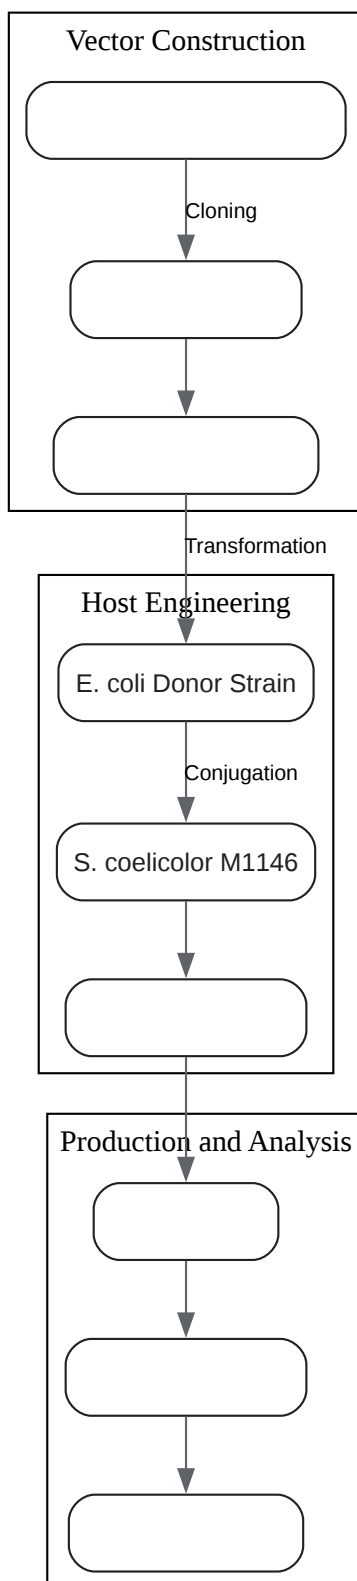 Vector Construction
Cloning
Transformation
Host Engineering
E. coli Donor Strain
Conjugation
S. coelicolor M1146
Production and Analysis